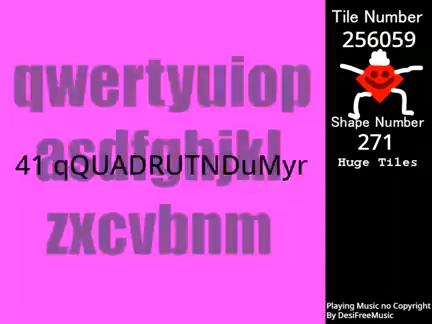 qwertyuiop
asdfghjkl
41 qQUADRUTNDuMyr
zxcvbnm
Tile Number
256059
Shape Number
271
Huge Tiles
Playing Music no Copyright
By DesiFreeMusic